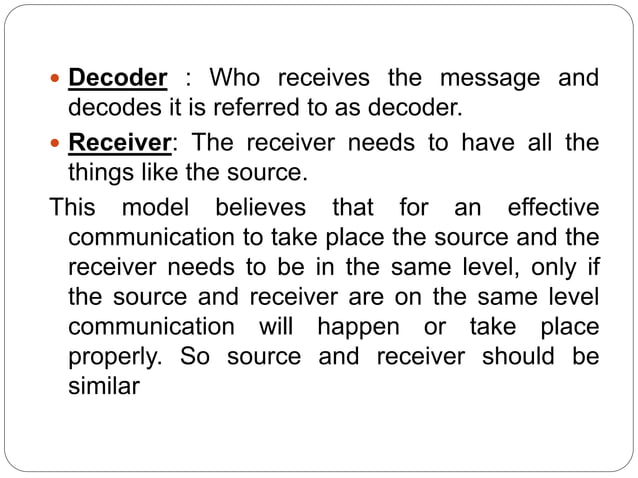 • Decoder : Who receives the message and
decodes it is referred to as decoder.
• Receiver: The receiver needs to have all the
things like the source.
This model believes that for an effective
communication to take place the source and the
receiver needs to be in the same level, only if
the source and receiver are on the same level
communication will happen or take place
properly. So source and receiver should be
similar